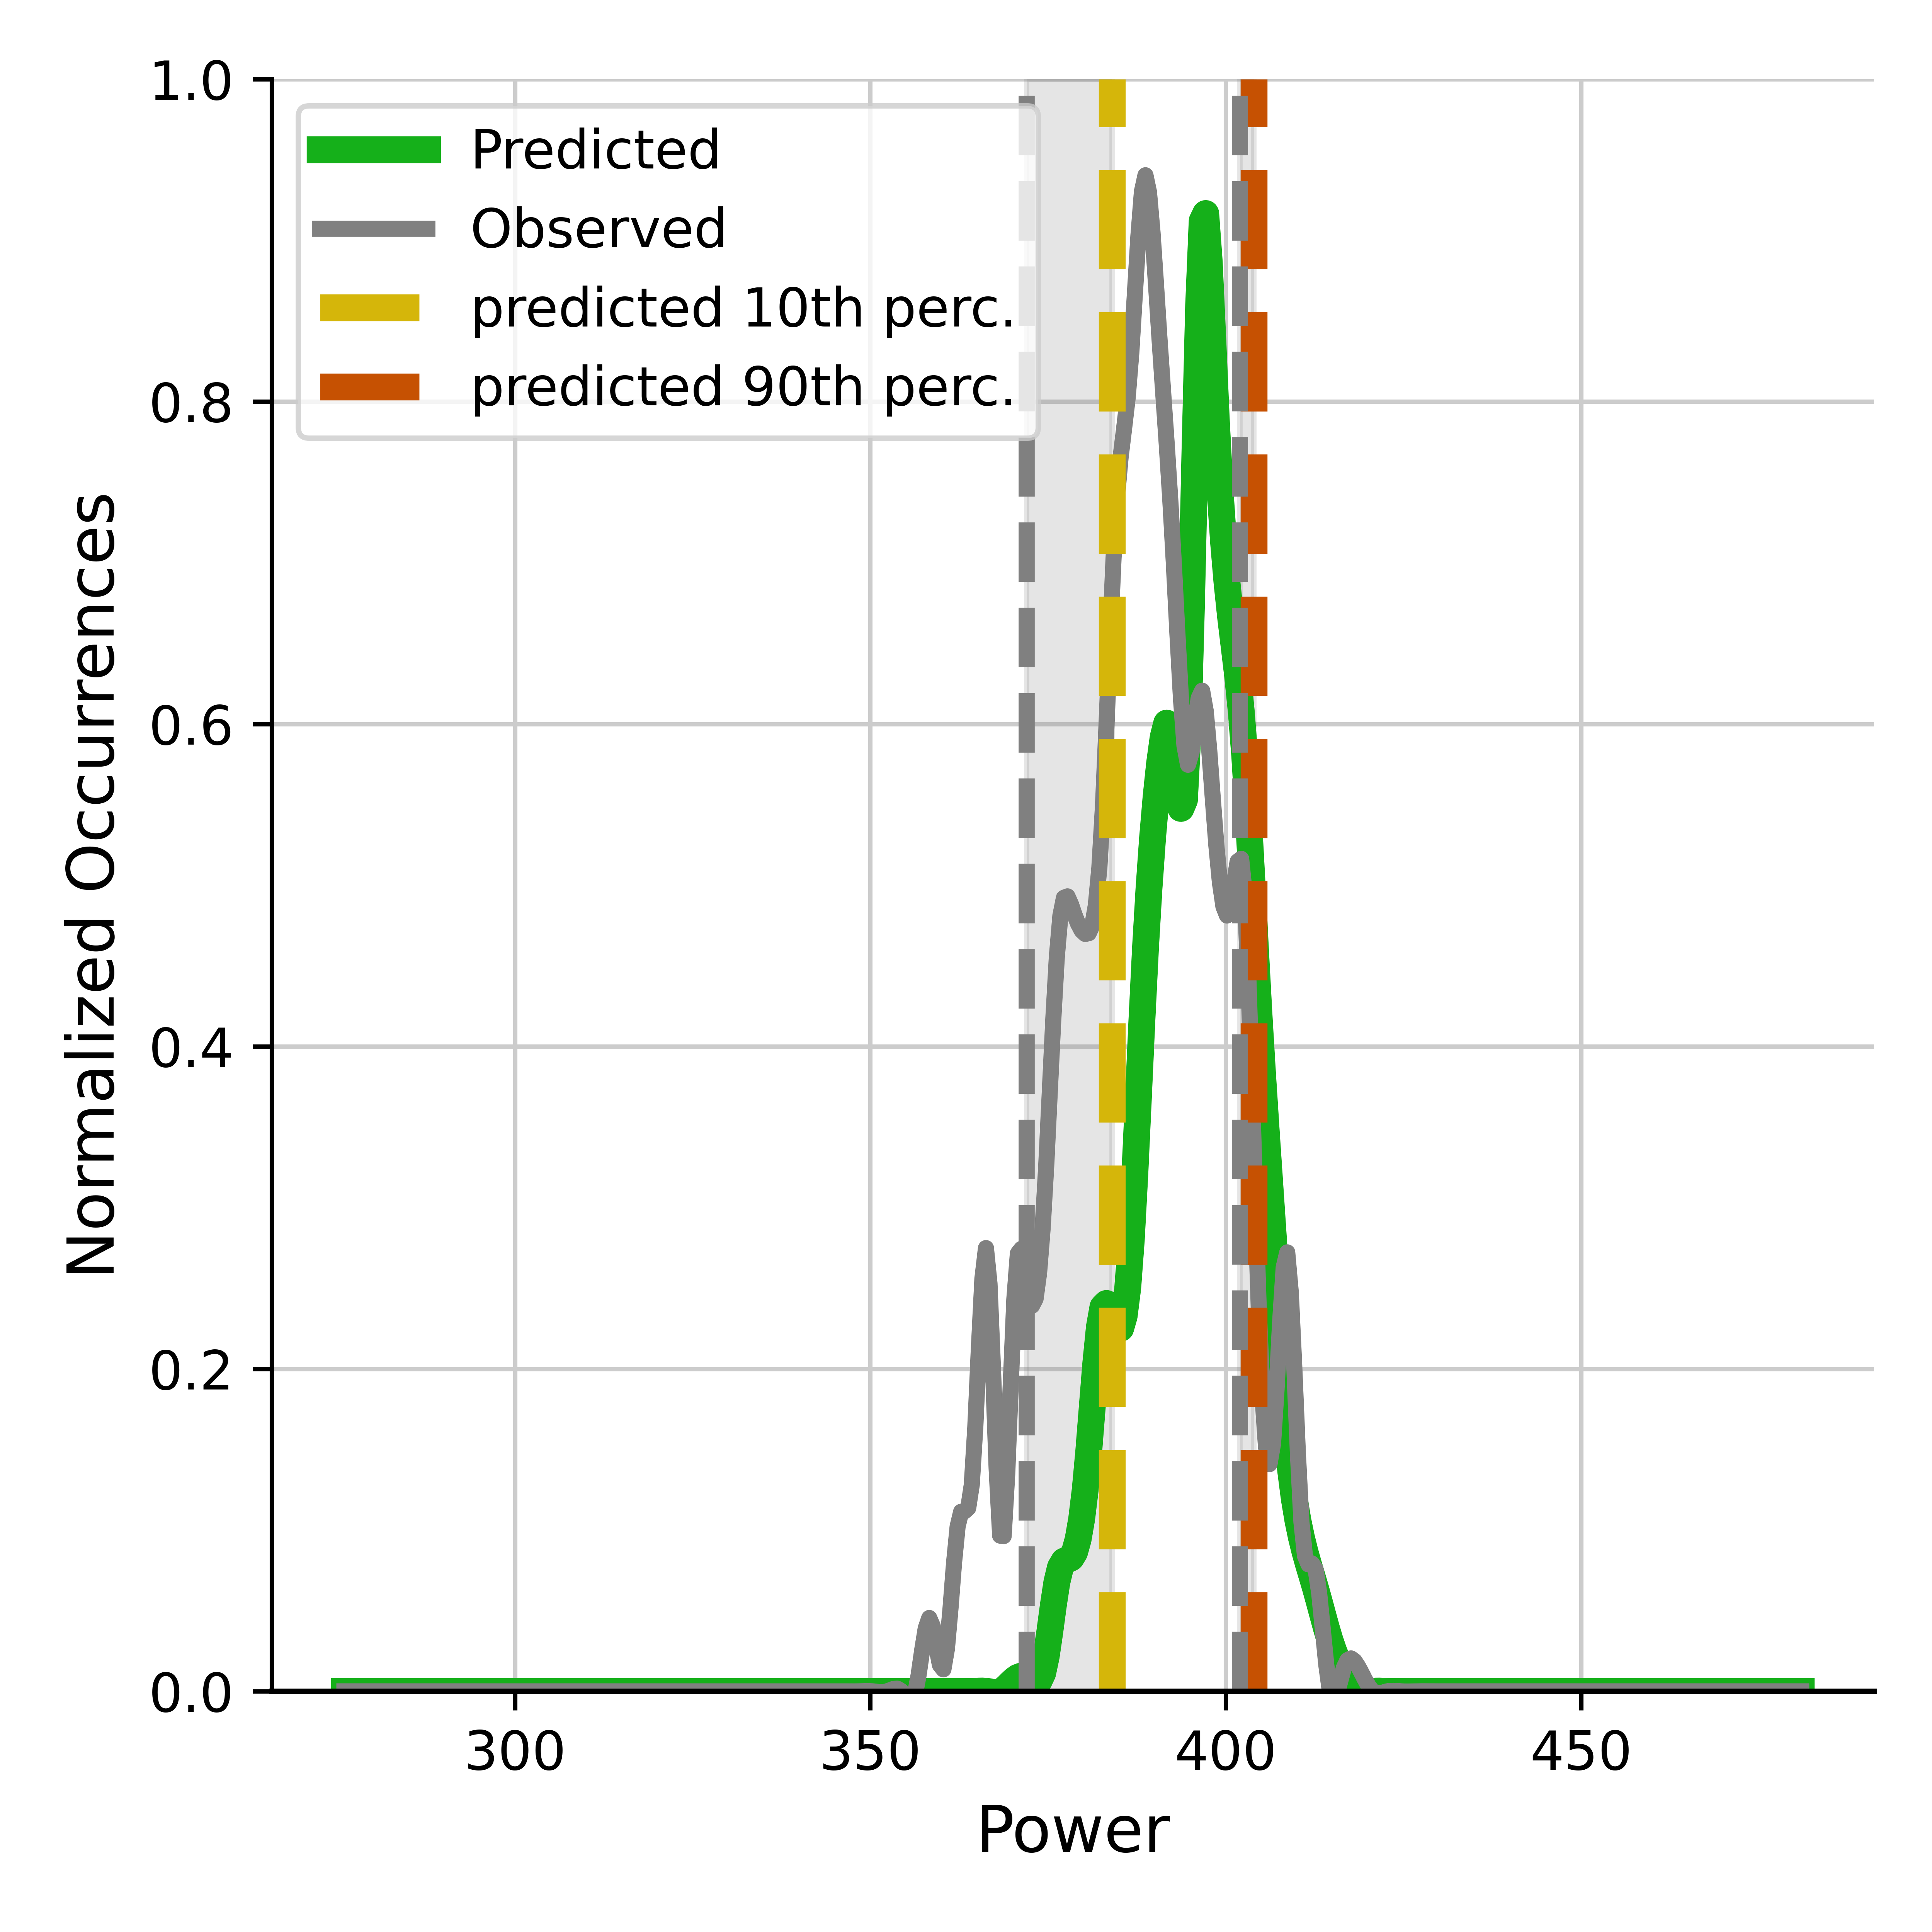 1.0
0.8
0.6
0.4
0.2
0.0
Normalized Occurrences
Predicted
Observed
predicted 10th perc.
predicted 90th perc.
300 350 400 450
Power